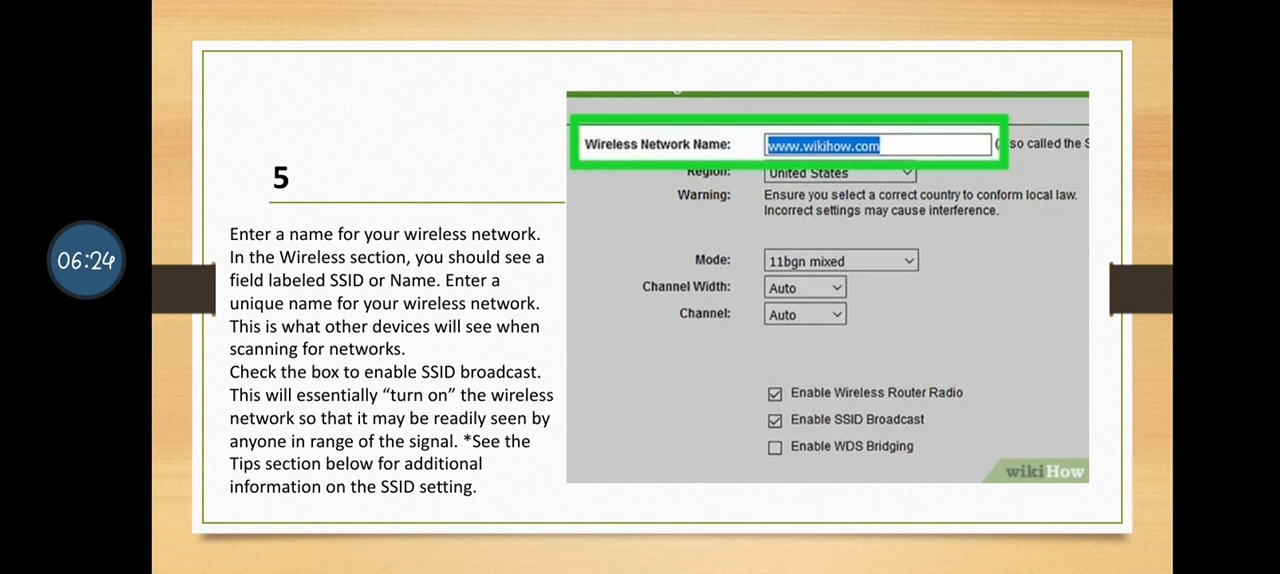 06:24
5
Enter a name for your wireless network.
In the Wireless section, you should see a
field labeled SSID or Name. Enter a
unique name for your wireless network.
This is what other devices will see when
scanning for networks.
Check the box to enable SSID broadcast.
This will essentially “turn on” the wireless
network so that it may be readily seen by
anyone in range of the signal. *See the
Tips section below for additional
information on the SSID setting.
Wireless Network Name: www.wikihow.com so called the S
Region: United States
Warning: Ensure you select a correct country to conform local law.
Incorrect settings may cause interference.
Mode: 11bgn mixed
Channel Width: Auto
Channel: Auto
Enable Wireless Router Radio
Enable SSID Broadcast
Enable WDS Bridging
wikiHow